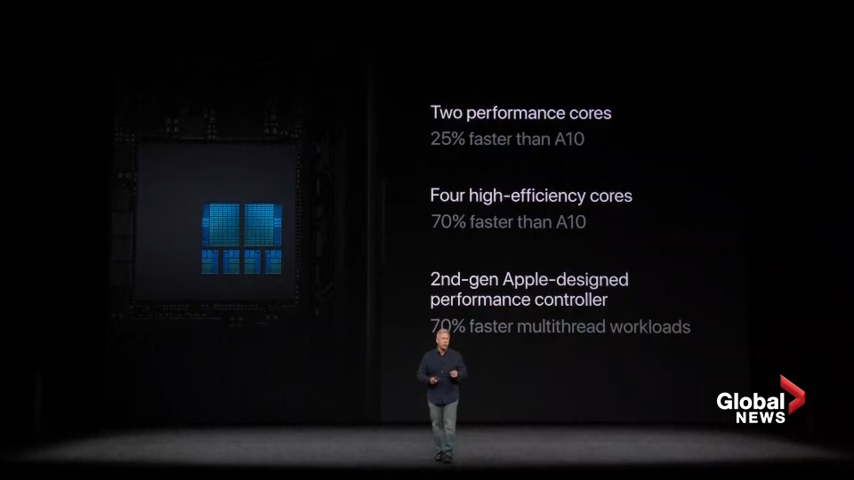 Two performance cores
25% faster than A10
Four high-efficiency cores
70% faster than A10
2nd-gen Apple-designed
performance controller
70% faster multithread workloads
Global
NEWS